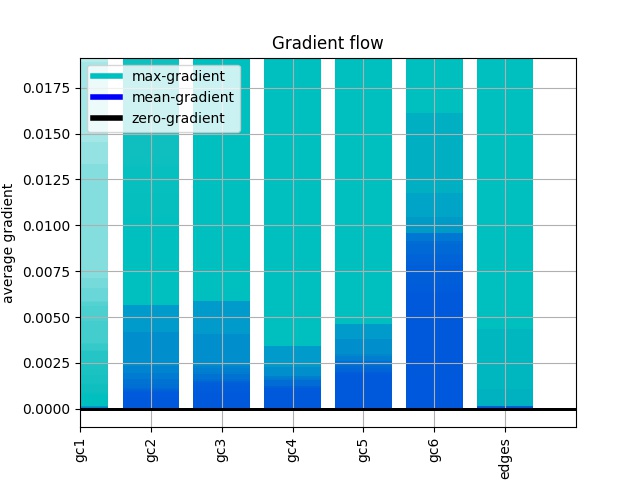 Gradient flow
max-gradient
mean-gradient
zero-gradient
average gradient
0.0175
0.0150
0.0125
0.0100
0.0075
0.0050
0.0025
0.0000
gc1
gc2
gc3
gc4
gc5
gc6
edges